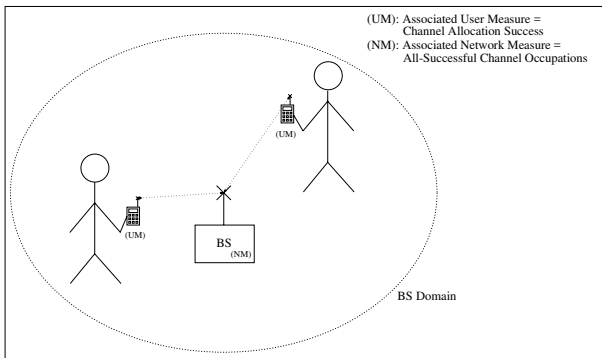 (UM): Associated User Measure =
Channel Allocation Success
(NM): Associated Network Measure =
All-Successful Channel Occupations
(UM)
(UM)
BS
(NM)
BS Domain